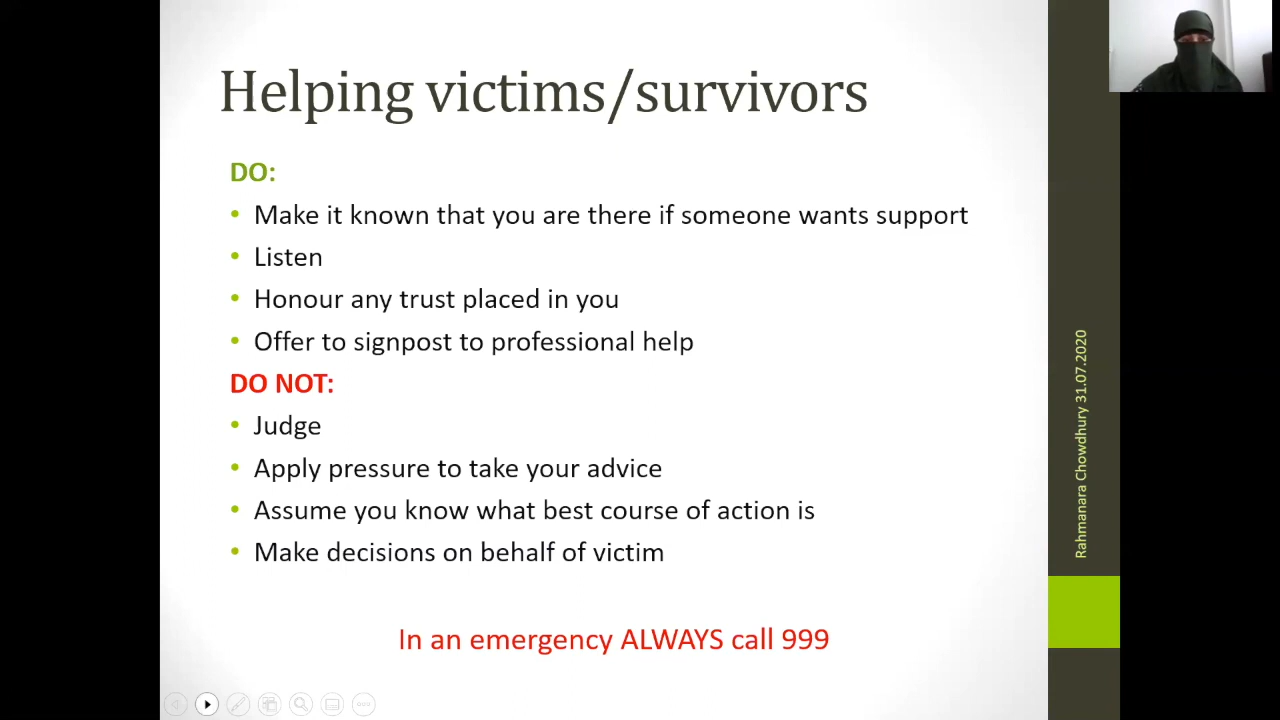 Helping victims/survivors
DO:
• Make it known that you are there if someone wants support
• Listen
• Honour any trust placed in you
• Offer to signpost to professional help
DO NOT:
• Judge
• Apply pressure to take your advice
• Assume you know what best course of action is
• Make decisions on behalf of victim
In an emergency ALWAYS call 999
Rahmanara Chowdhury 31.07.2020